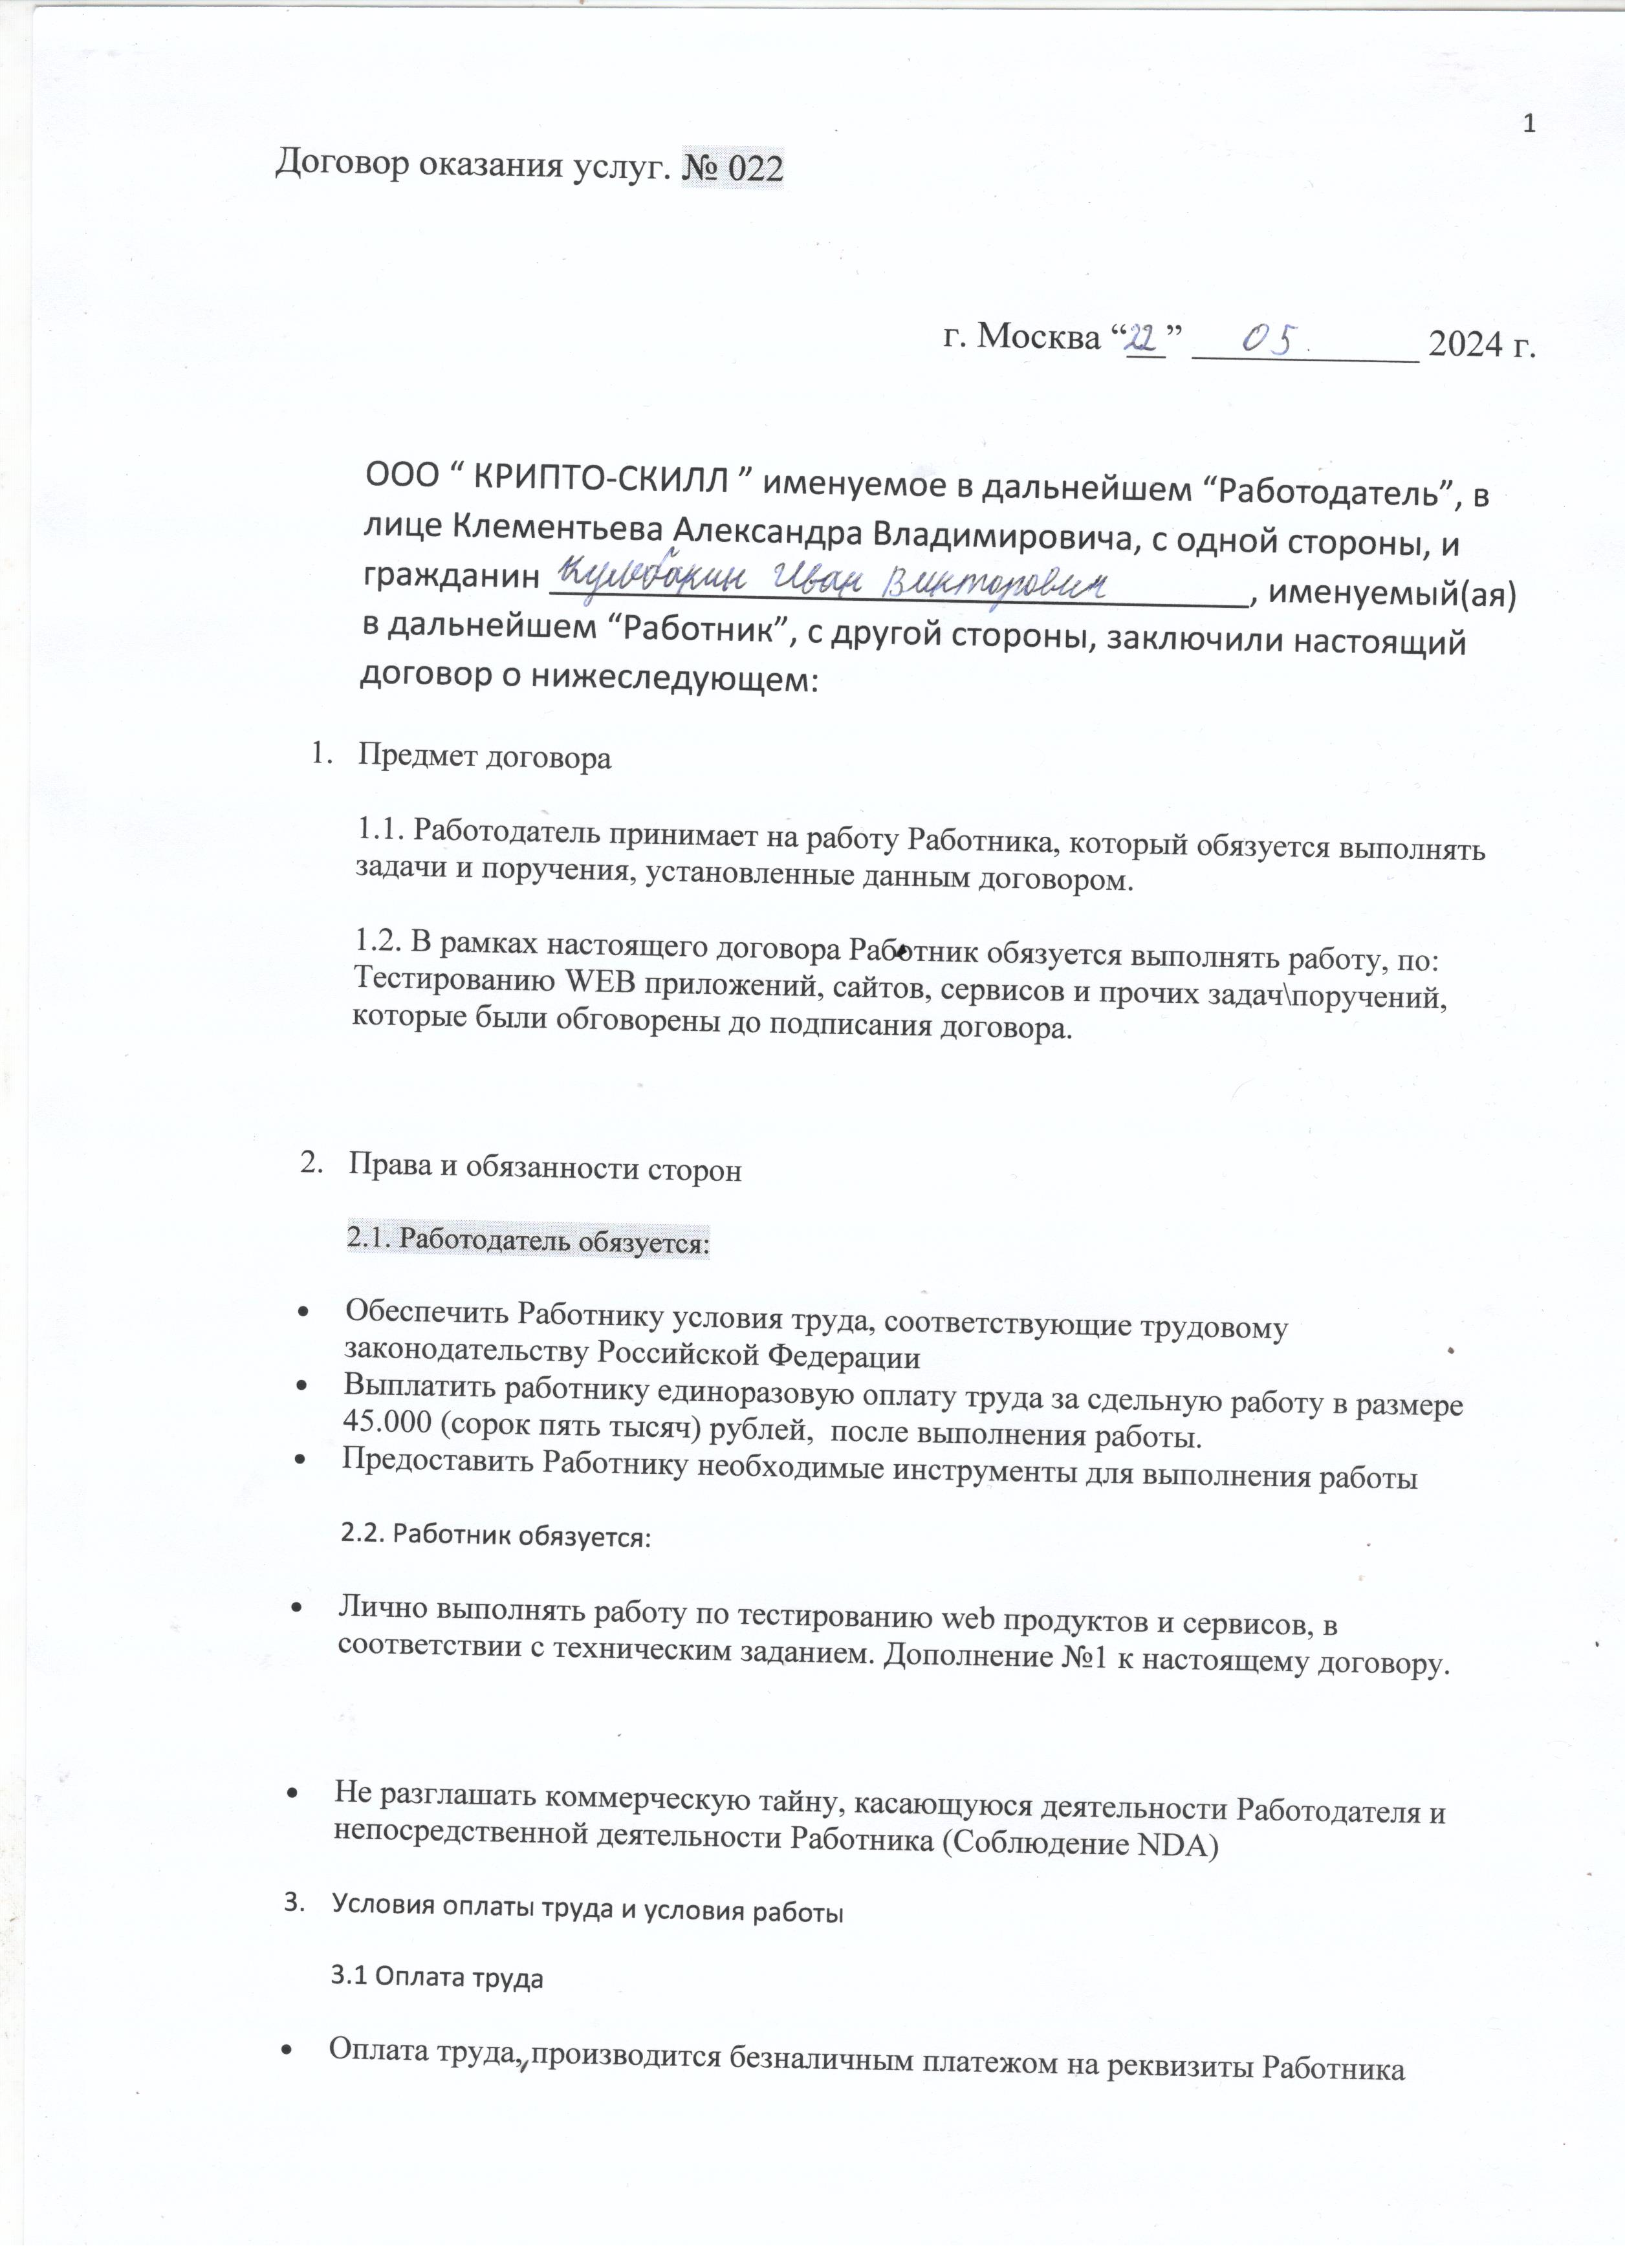 1
Договор оказания услуг. № 022
г. Москва “22” 05. 2024 г.
ООО “ КРИПТО-СКИЛЛ ” именуемое в дальнейшем “Работодатель”, в
лице Клементьева Александра Владимировича, с одной стороны, и
гражданин Кульбакин Иван Викторович, именуемый(ая)
в дальнейшем “Работник”, с другой стороны, заключили настоящий
договор о нижеследующем:
1. Предмет договора
1.1. Работодатель принимает на работу Работника, который обязуется выполнять
задачи и поручения, установленные данным договором.
1.2. В рамках настоящего договора Работник обязуется выполнять работу, по:
Тестированию WEB приложений, сайтов, сервисов и прочих задач\поручений,
которые были обговорены до подписания договора.
2. Права и обязанности сторон
2.1. Работодатель обязуется:
• Обеспечить Работнику условия труда, соответствующие трудовому
законодательству Российской Федерации
• Выплатить работнику единоразовую оплату труда за сдельную работу в размере
45.000 (сорок пять тысяч) рублей, после выполнения работы.
• Предоставить Работнику необходимые инструменты для выполнения работы
2.2. Работник обязуется:
• Лично выполнять работу по тестированию web продуктов и сервисов, в
соответствии с техническим заданием. Дополнение №1 к настоящему договору.
• Не разглашать коммерческую тайну, касающуюся деятельности Работодателя и
непосредственной деятельности Работника (Соблюдение NDA)
3. Условия оплаты труда и условия работы
3.1 Оплата труда
• Оплата труда, производится безналичным платежом на реквизиты Работника